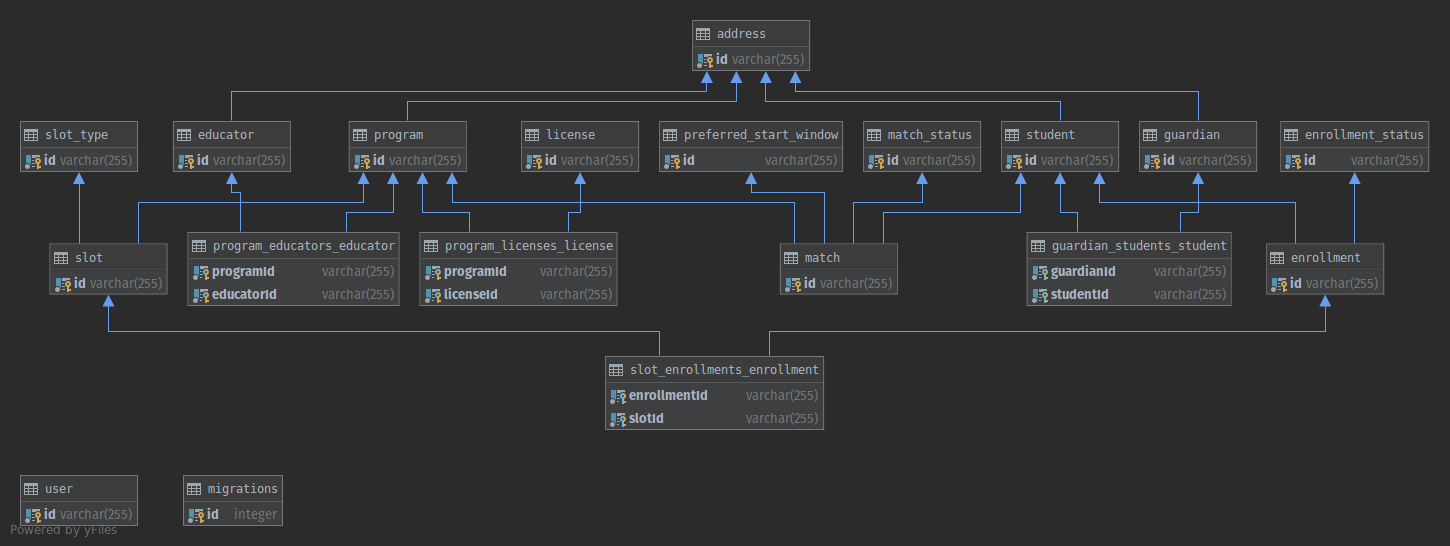 address
id varchar(255)
slot_type
id varchar(255)
educator
id varchar(255)
program
id varchar(255)
license
id varchar(255)
preferred_start_window
id varchar(255)
match_status
id varchar(255)
student
id varchar(255)
guardian
id varchar(255)
enrollment_status
id varchar(255)
slot
id varchar(255)
program_educators_educator
programId varchar(255)
educatorId varchar(255)
program_licenses_license
programId varchar(255)
licenseId varchar(255)
match
id varchar(255)
guardian_students_student
guardianId varchar(255)
studentId varchar(255)
enrollment
id varchar(255)
slot_enrollments_enrollment
enrollmentId varchar(255)
slotId varchar(255)
user
id varchar(255)
migrations
id integer
Powered by yFiles